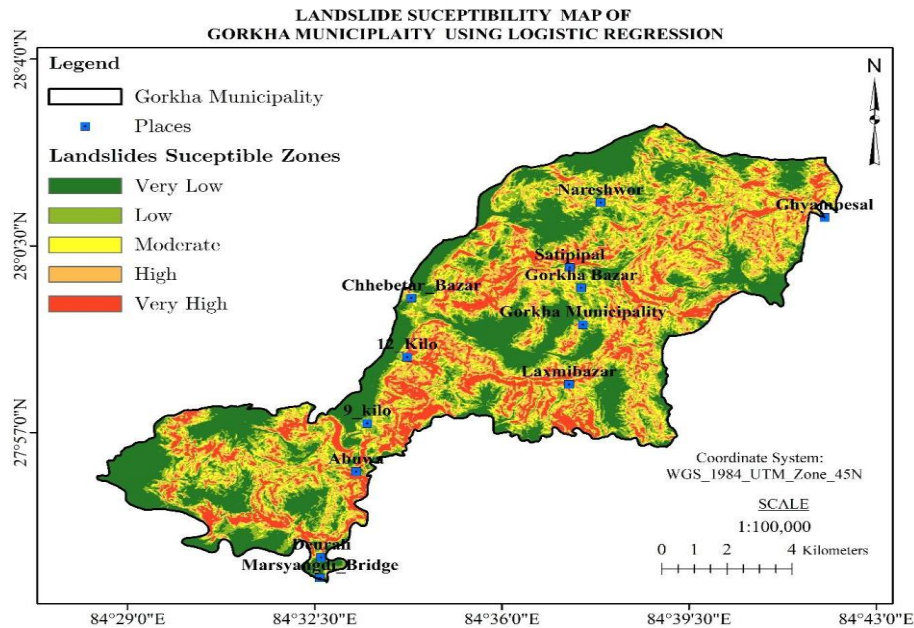 LANDSLIDE SUCEPTIBILITY MAP OF
GORKHA MUNICIPLAITY USING LOGISTIC REGRESSION
28°4'0"N
28°0'30"N
27°57'0"N
Legend
Gorkha Municipality
Places
Landslides Suceptible Zones
Very Low
Low
Moderate
High
Very High
N
Nareshwor
Ghyampesal
Satipipal
Gorkha Bazar
Chhebetar_Bazar
Gorkha Municipality
12_Kilo
Laxmibazar
9_kilo
Abuwa
Deurali
Marsyangdi_Bridge
Coordinate System:
WGS_1984_UTM_Zone_45N
SCALE
1:100,000
0 1 2 4 Kilometers
84°29'0"E 84°32'30"E 84°36'0"E 84°39'30"E 84°43'0"E